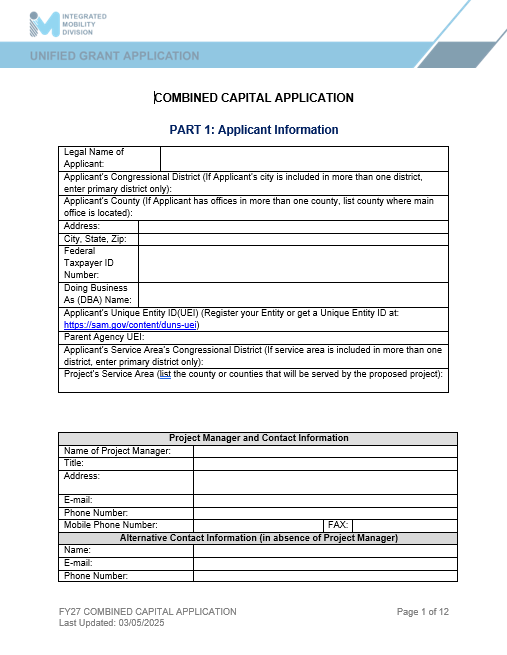 INTEGRATED
MOBILITY
DIVISION
UNIFIED GRANT APPLICATION
COMBINED CAPITAL APPLICATION
PART 1: Applicant Information
Legal Name of
Applicant:
Applicant's Congressional District (If Applicant's city is included in more than one district,
enter primary district only):
Applicant's County (If Applicant has offices in more than one county, list county where main
office is located):
Address:
City, State, Zip:
Federal
Taxpayer ID
Number:
Doing Business
As (DBA) Name:
Applicant's Unique Entity ID(UEI) (Register your Entity or get a Unique Entity ID at:
https://sam.gov/content/duns-uei)
Parent Agency UEI:
Applicant's Service Area's Congressional District (If service area is included in more than one
district, enter primary district only):
Project's Service Area (list the county or counties that will be served by the proposed project):
Project Manager and Contact Information
Name of Project Manager:
Title:
Address:
E-mail:
Phone Number:
Mobile Phone Number: FAX:
Alternative Contact Information (in absence of Project Manager)
Name:
E-mail:
Phone Number:
FY27 COMBINED CAPITAL APPLICATION Page 1 of 12
Last Updated: 03/05/2025